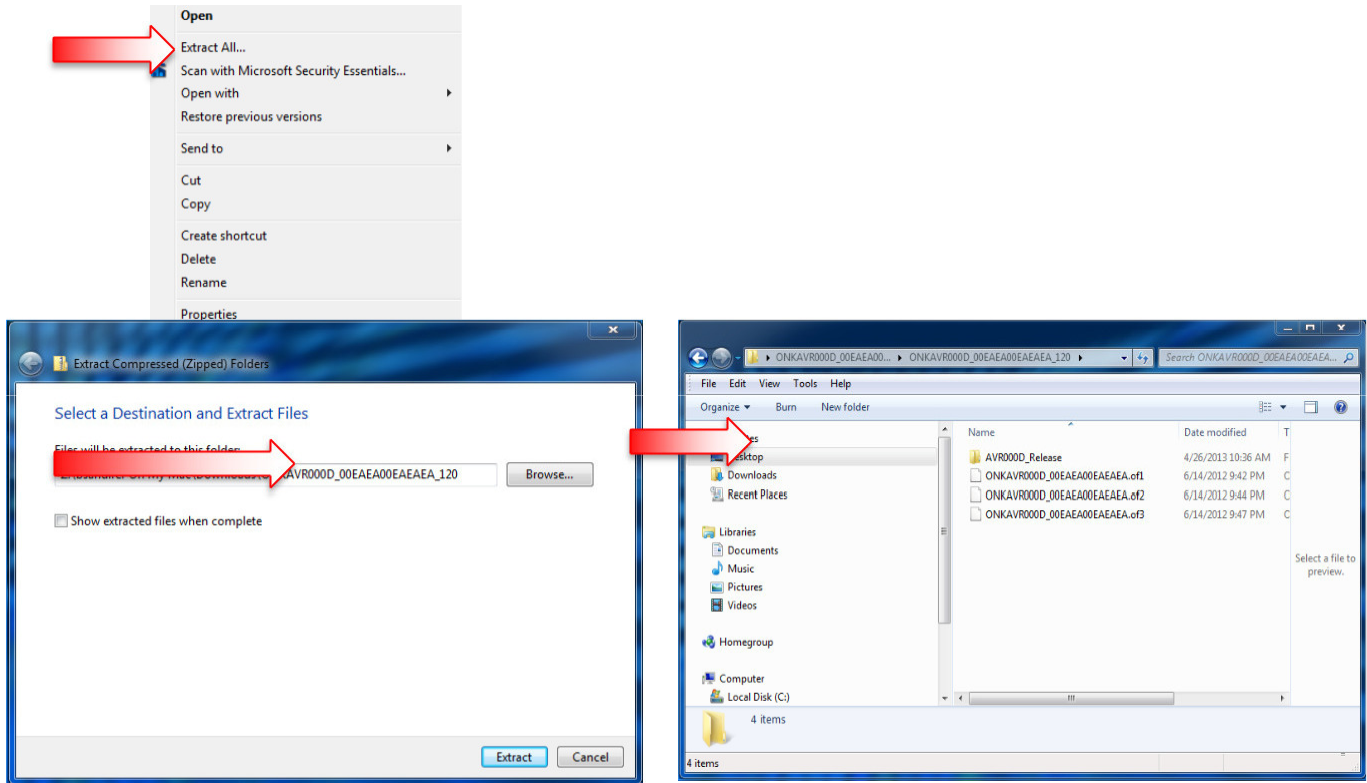 Open
Extract All...
Scan with Microsoft Security Essentials...
Open with
Restore previous versions
Send to
Cut
Copy
Create shortcut
Delete
Rename
Properties
Extract Compressed (Zipped) Folders
Select a Destination and Extract Files
Files will be extracted to this folder:
AVR000D_00EAEA00EAEAEA_120
Browse...
Show extracted files when complete
Extract
Cancel
ONKAVR000D_00EAEA00... ONKAVR000D_00EAEA00EAEAEA_120
Search ONKAVR000D_00EAEA00EAEA...
File Edit View Tools Help
Organize Burn New folder
Desktop
Downloads
Recent Places
Libraries
Documents
Music
Pictures
Videos
Homegroup
Computer
Local Disk (C:)
Name Date modified T
AVR000D_Release 4/26/2013 10:36 AM F
ONKAVR000D_00EAEA00EAEAEA.of1 6/14/2012 9:42 PM C
ONKAVR000D_00EAEA00EAEAEA.of2 6/14/2012 9:44 PM C
ONKAVR000D_00EAEA00EAEAEA.of3 6/14/2012 9:47 PM C
Select a file to
preview.
4 items
4 items